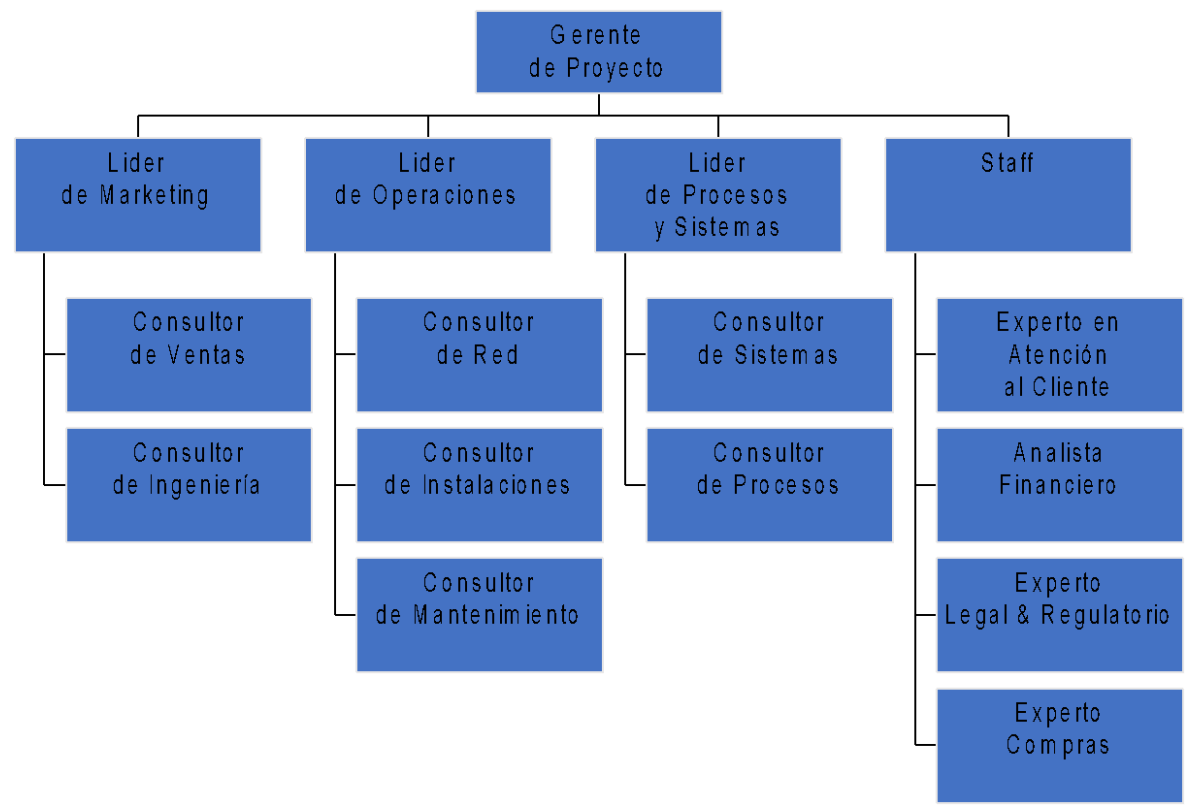 Gerente
de Proyecto
Lider
de Marketing
Lider
de Operaciones
Lider
de Procesos
y Sistemas
Staff
Consultor
de Ventas
Consultor
de Ingeniería
Consultor
de Red
Consultor
de Instalaciones
Consultor
de Mantenimiento
Consultor
de Sistemas
Consultor
de Procesos
Experto en
Atención
al Cliente
Analista
Financiero
Experto
Legal & Regulatorio
Experto
Compras